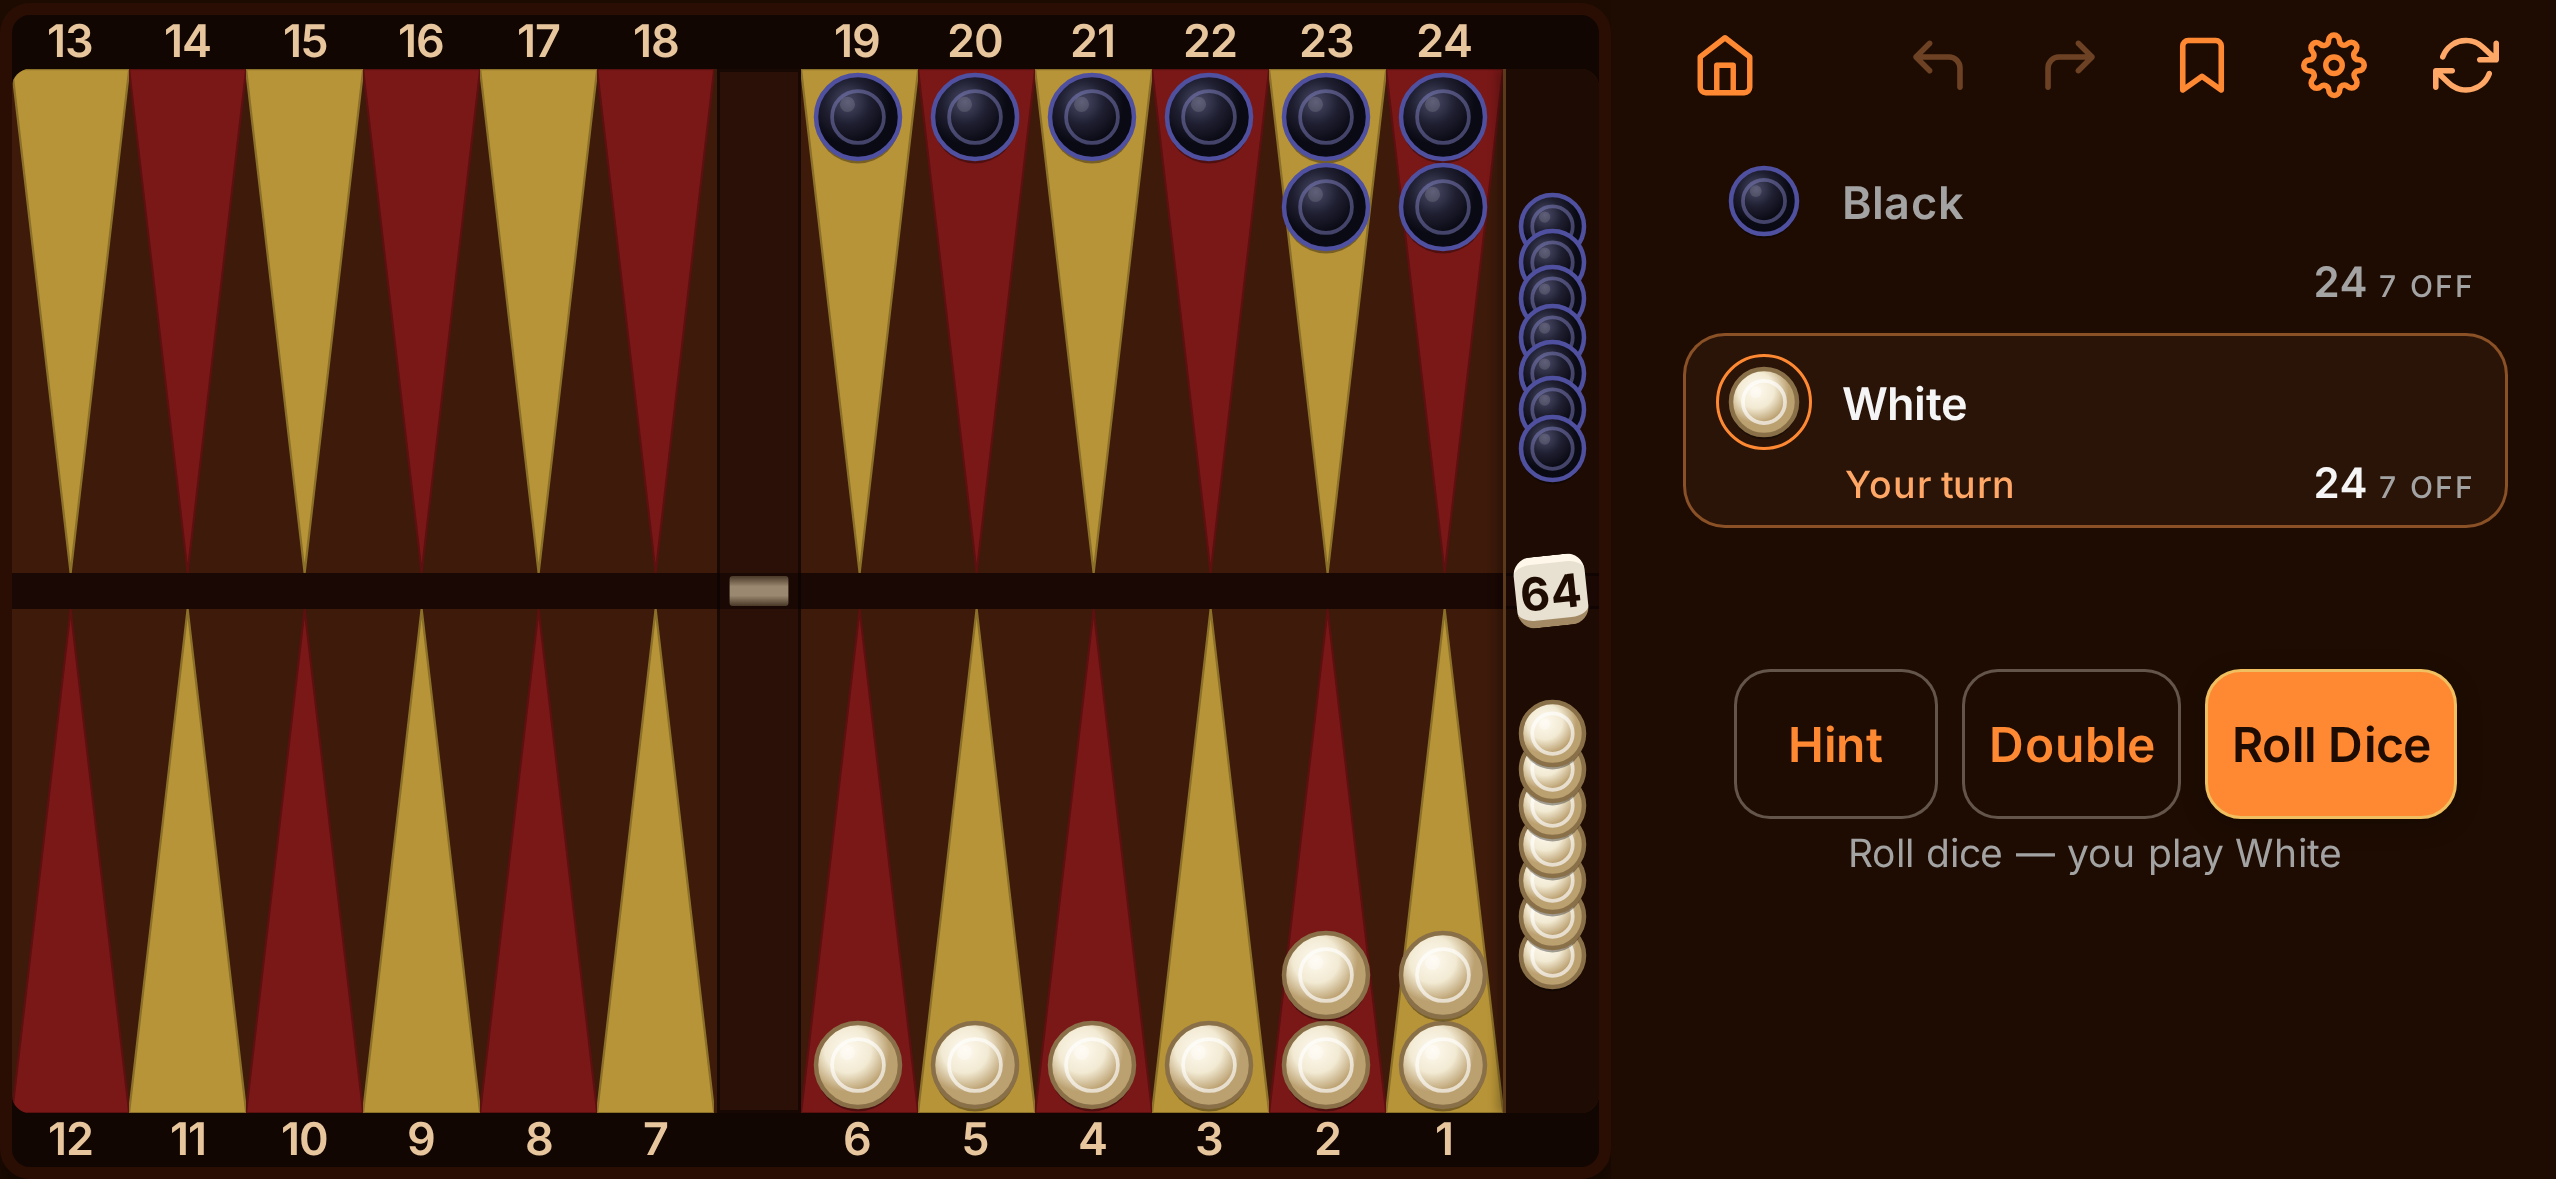 13 14 15 16 17 18 19 20 21 22 23 24
Black
24 7 OFF
White
Your turn 24 7 OFF
64
Hint Double Roll Dice
Roll dice — you play White
12 11 10 9 8 7 6 5 4 3 2 1